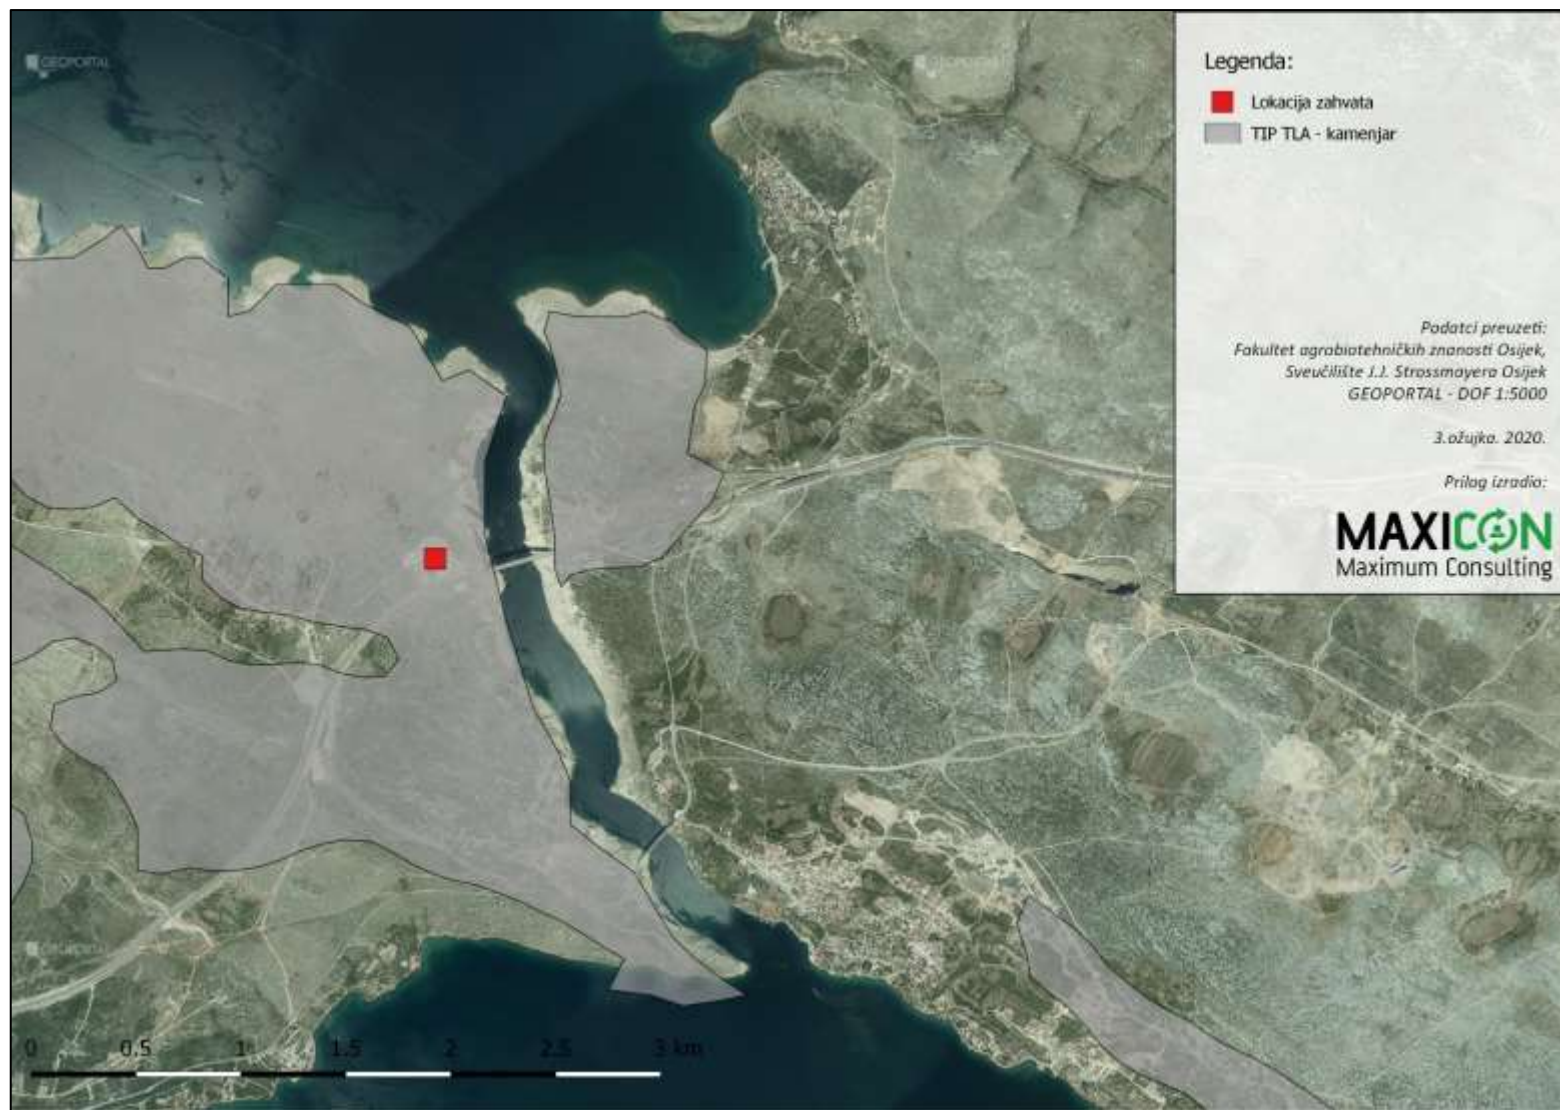 GEOPORTAL
GEOPORTAL
Legenda:
Lokacija zahvata
TIP TLA - kamenjar
Podatci preuzeti:
Fakultet agrobiotehničkih znanosti Osijek,
Sveučilište J.J. Strossmayera Osijek
GEOPORTAL - DOF 1:5000
3.ožujka. 2020.
Prilog izradio:
MAXICON
Maximum Consulting
GEOPORTAL
0 0.5 1 1.5 2 2.5 3 km